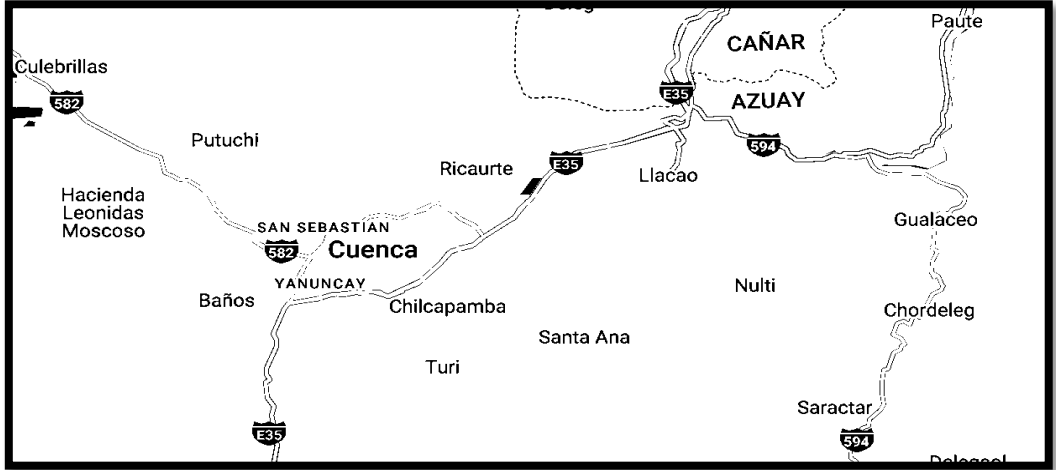 Paute
CAÑAR
Culebrillas
E35
582
AZUAY
Putuchi
594
Ricaurte
E35
Llacao
Hacienda
Leonidas
Moscoso
SAN SEBASTIAN
Gualaceo
582
Cuenca
YANUNCAY
Nulti
Baños
Chilcapamba
Chordeleg
Santa Ana
Turi
Saractar
E35
594